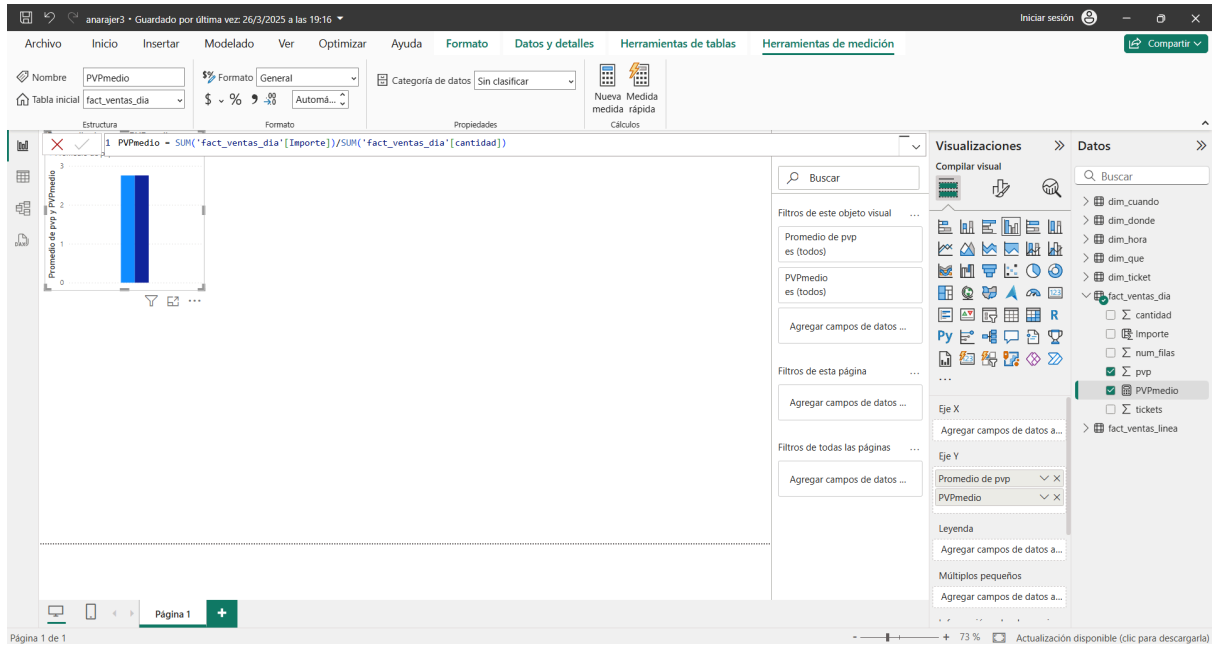 anarajer3 • Guardado por última vez: 26/3/2025 a las 19:16
Iniciar sesión
Archivo Inicio Insertar Modelado Ver Optimizar Ayuda Formato Datos y detalles Herramientas de tablas Herramientas de medición
Compartir
Nombre PVPmedio
Formato General
Categoría de datos Sin clasificar
Tabla inicial fact_ventas_dia
$ % Automá...
Nueva medida
Medida rápida
Estructura Formato Propiedades Cálculos
1 PVPmedio = SUM('fact_ventas_dia'[Importe])/SUM('fact_ventas_dia'[cantidad])
Promedio de pvp y PVPmedio
3
2
1
0
Buscar
Filtros de este objeto visual ...
Promedio de pvp
es (todos)
PVPmedio
es (todos)
Agregar campos de datos ...
Filtros de esta página ...
Agregar campos de datos ...
Filtros de todas las páginas ...
Agregar campos de datos ...
Visualizaciones
Compilar visual
123
R
Py
...
Eje X
Agregar campos de datos a...
Eje Y
Promedio de pvp
PVPmedio
Leyenda
Agregar campos de datos a...
Múltiplos pequeños
Agregar campos de datos a...
Datos
Buscar
dim_cuando
dim_donde
dim_hora
dim_que
dim_ticket
fact_ventas_dia
cantidad
Importe
num_filas
pvp
PVPmedio
tickets
fact_ventas_linea
Página 1
Página 1 de 1
73 %
Actualización disponible (clic para descargarla)